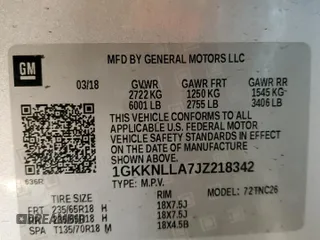 GM
MFD BY GENERAL MOTORS LLC
03/18 GVWR GAWR FRT GAWR RR
2722 KG 1250 KG 1545 KG
6001 LB 2755 LB 3406 LB
THIS VEHICLE CONFORMS TO ALL
APPLICABLE U.S. FEDERAL MOTOR
VEHICLE SAFETY STANDARDS IN EFFECT
ON THE DATE OF MANUFACTURE
SHOWN ABOVE.
1GKKNLLA7JZ218342
TYPE: M.P.V.
MODEL: 72TNC26
TIRE SIZE RIM
FRT 235/65R18 H 18X7.5J
H 18X7.5J
SPA T135/70R18 M 18X4.5B